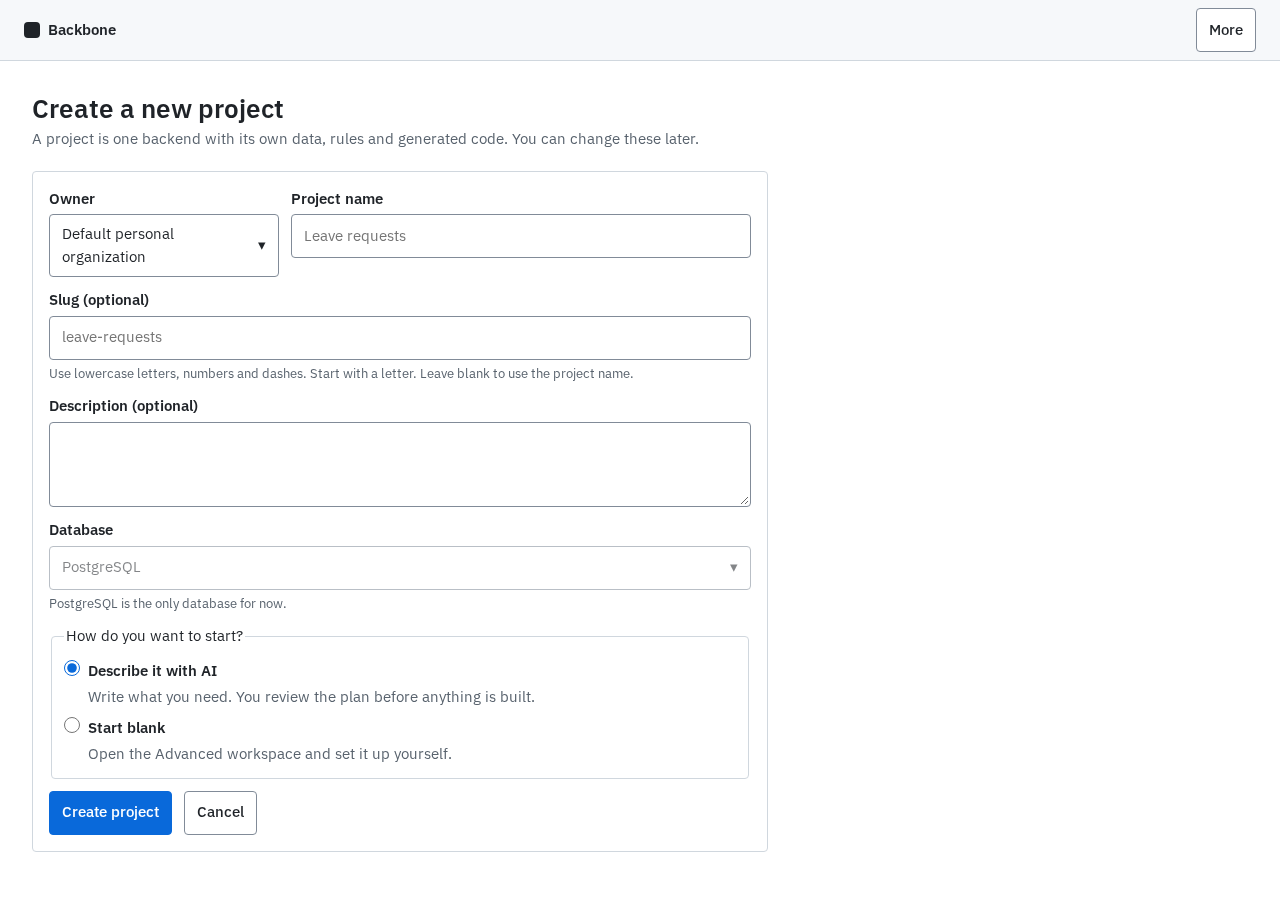 Backbone
More
Create a new project
A project is one backend with its own data, rules and generated code. You can change these later.
Owner
Project name
Default personal
organization
▾
Leave requests
Slug (optional)
leave-requests
Use lowercase letters, numbers and dashes. Start with a letter. Leave blank to use the project name.
Description (optional)
Database
PostgreSQL
▾
PostgreSQL is the only database for now.
How do you want to start?
Describe it with AI
Write what you need. You review the plan before anything is built.
Start blank
Open the Advanced workspace and set it up yourself.
Create project
Cancel